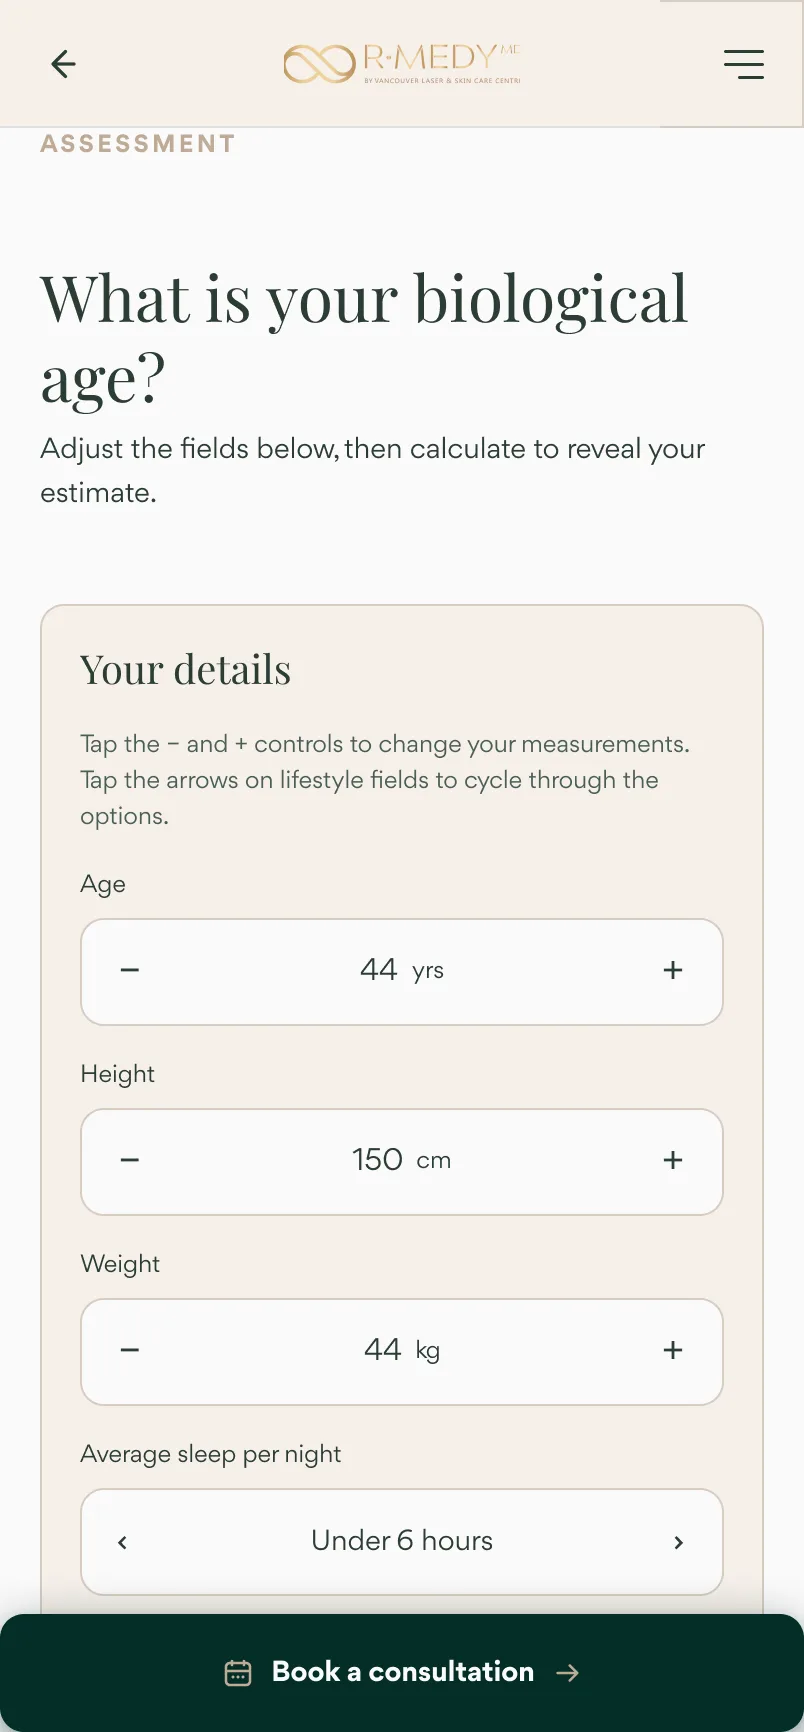 R·MEDY ME
BY VANCOUVER LASER & SKIN CARE CENTR
ASSESSMENT
What is your biological
age?
Adjust the fields below, then calculate to reveal your
estimate.
Your details
Tap the − and + controls to change your measurements.
Tap the arrows on lifestyle fields to cycle through the
options.
Age
− 44 yrs +
Height
− 150 cm +
Weight
− 44 kg +
Average sleep per night
‹ Under 6 hours ›
Book a consultation →